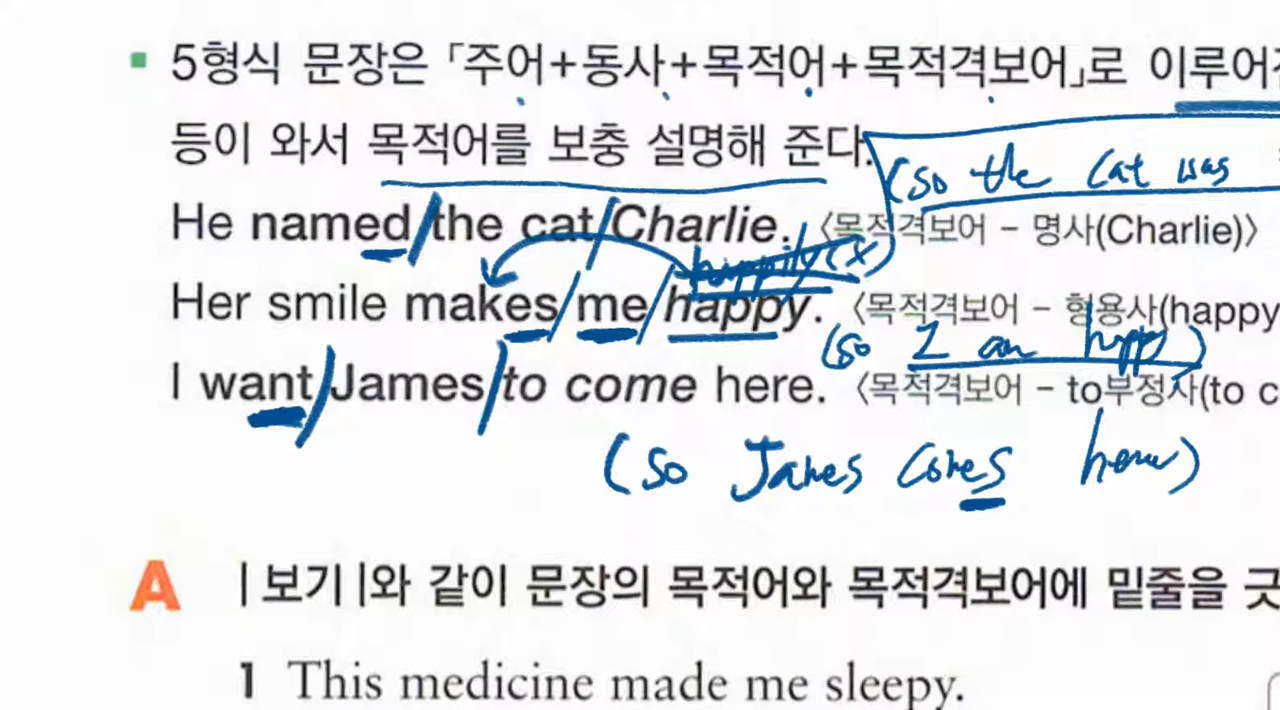 5형식 문장은 「주어+동사+목적어+목적격보어」로 이루어
등이 와서 목적어를 보충 설명해 준다.
(so the cat was
He named/the cat/Charlie. 〈목적격보어 – 명사(Charlie)〉
happily(x)
Her smile makes/me/happy. 〈목적격보어 – 형용사(happy
(so I am happy)
I want/James/to come here. 〈목적격보어 – to부정사(to c
(so James comes here)
A |보기|와 같이 문장의 목적어와 목적격보어에 밑줄을 긋
1 This medicine made me sleepy.